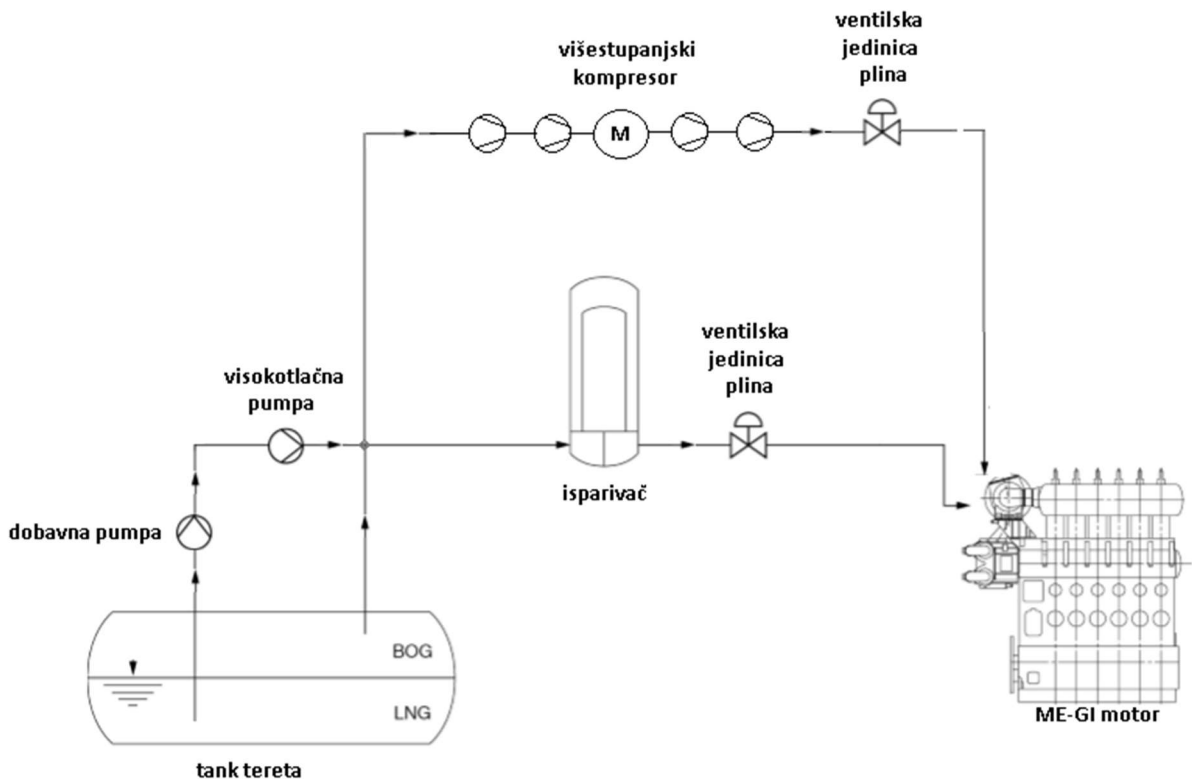 višestupanjski
kompresor
ventilska
jedinica
plina
M
visokotlačna
pumpa
ventilska
jedinica
plina
isparivač
dobavna pumpa
BOG
LNG
ME-GI motor
tank tereta